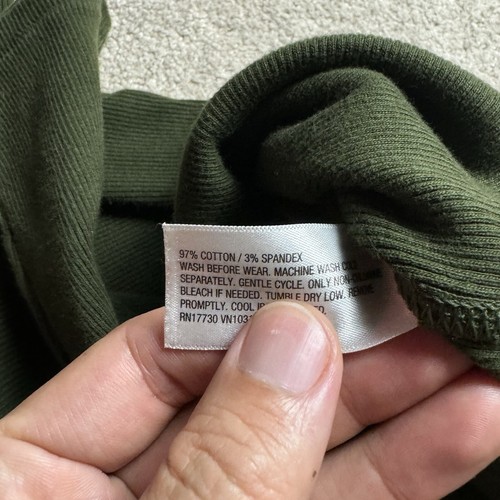 97% COTTON / 3% SPANDEX
WASH BEFORE WEAR. MACHINE WASH
SEPARATELY. GENTLE CYCLE. ONLY
BLEACH IF NEEDED. TUMBLE DRY LOW. REMOVE
PROMPTLY. COOL
RN17730